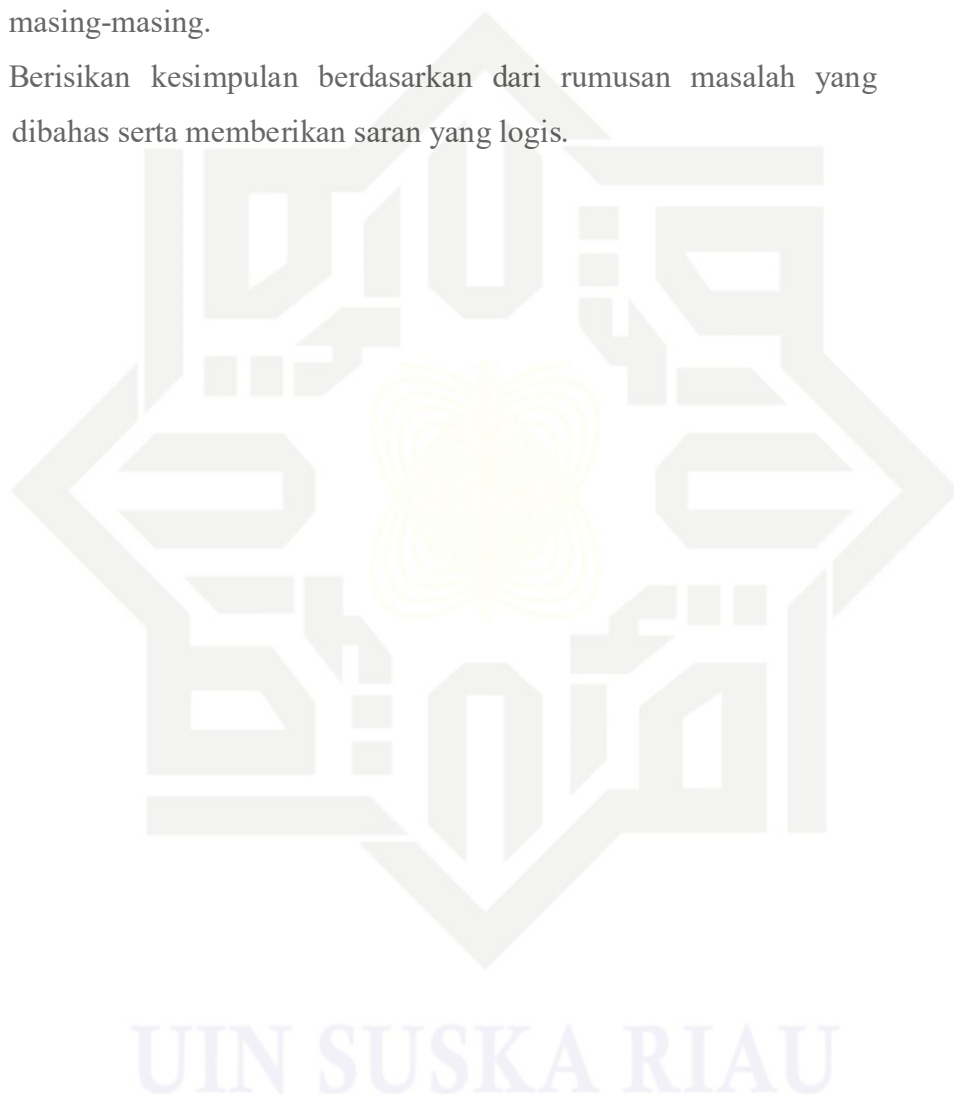 masing-masing.
Berisikan kesimpulan berdasarkan dari rumusan masalah yang
dibahas serta memberikan saran yang logis.
UIN SUSKA RIAU